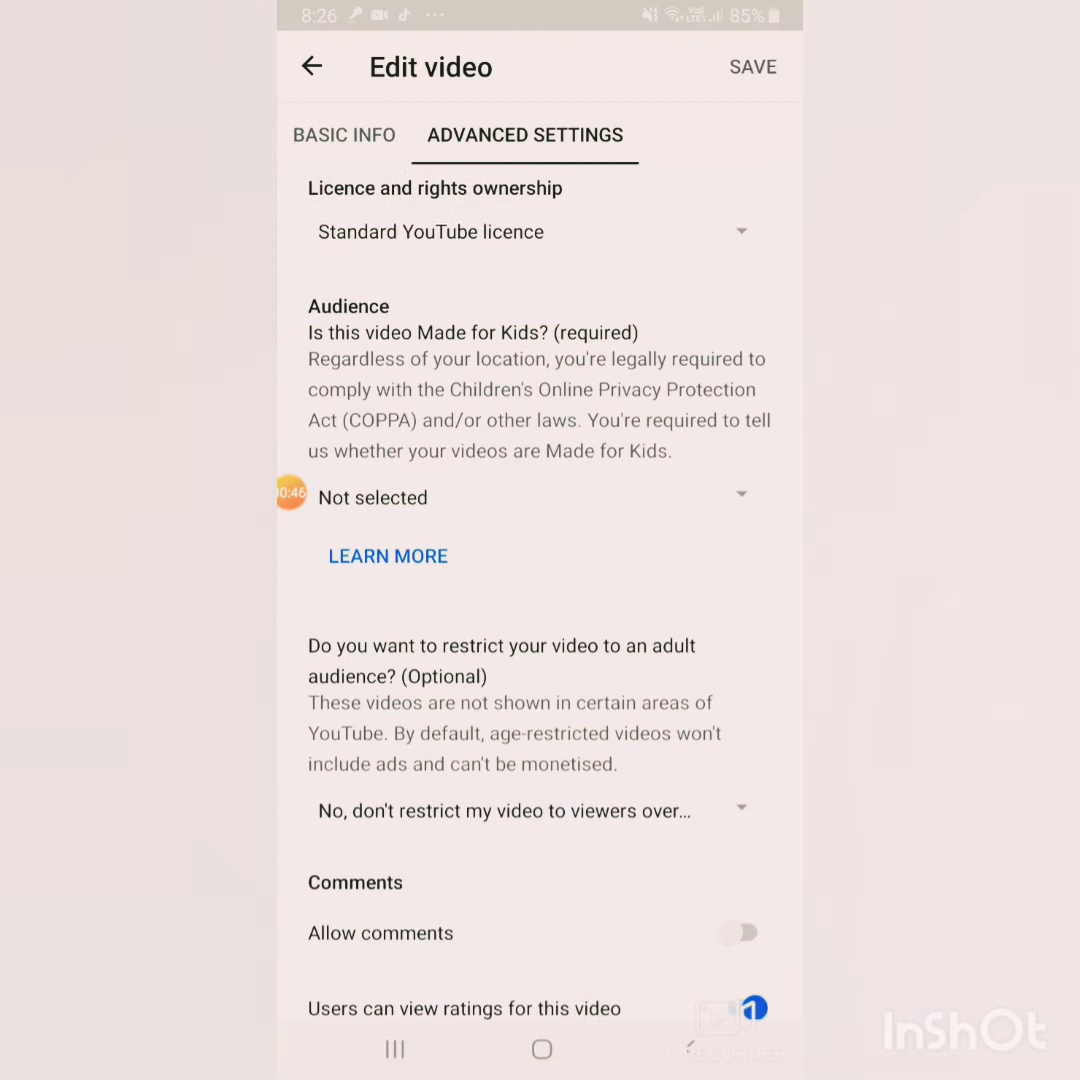 8:26
VoD
LTE1
85%
Edit video
SAVE
BASIC INFO
ADVANCED SETTINGS
Licence and rights ownership
Standard YouTube licence
Audience
Is this video Made for Kids? (required)
Regardless of your location, you're legally required to
comply with the Children's Online Privacy Protection
Act (COPPA) and/or other laws. You're required to tell
us whether your videos are Made for Kids.
00:46
Not selected
LEARN MORE
Do you want to restrict your video to an adult
audience? (Optional)
These videos are not shown in certain areas of
YouTube. By default, age-restricted videos won't
include ads and can't be monetised.
No, don't restrict my video to viewers over...
Comments
Allow comments
Users can view ratings for this video
1
RECORDER
InShOt